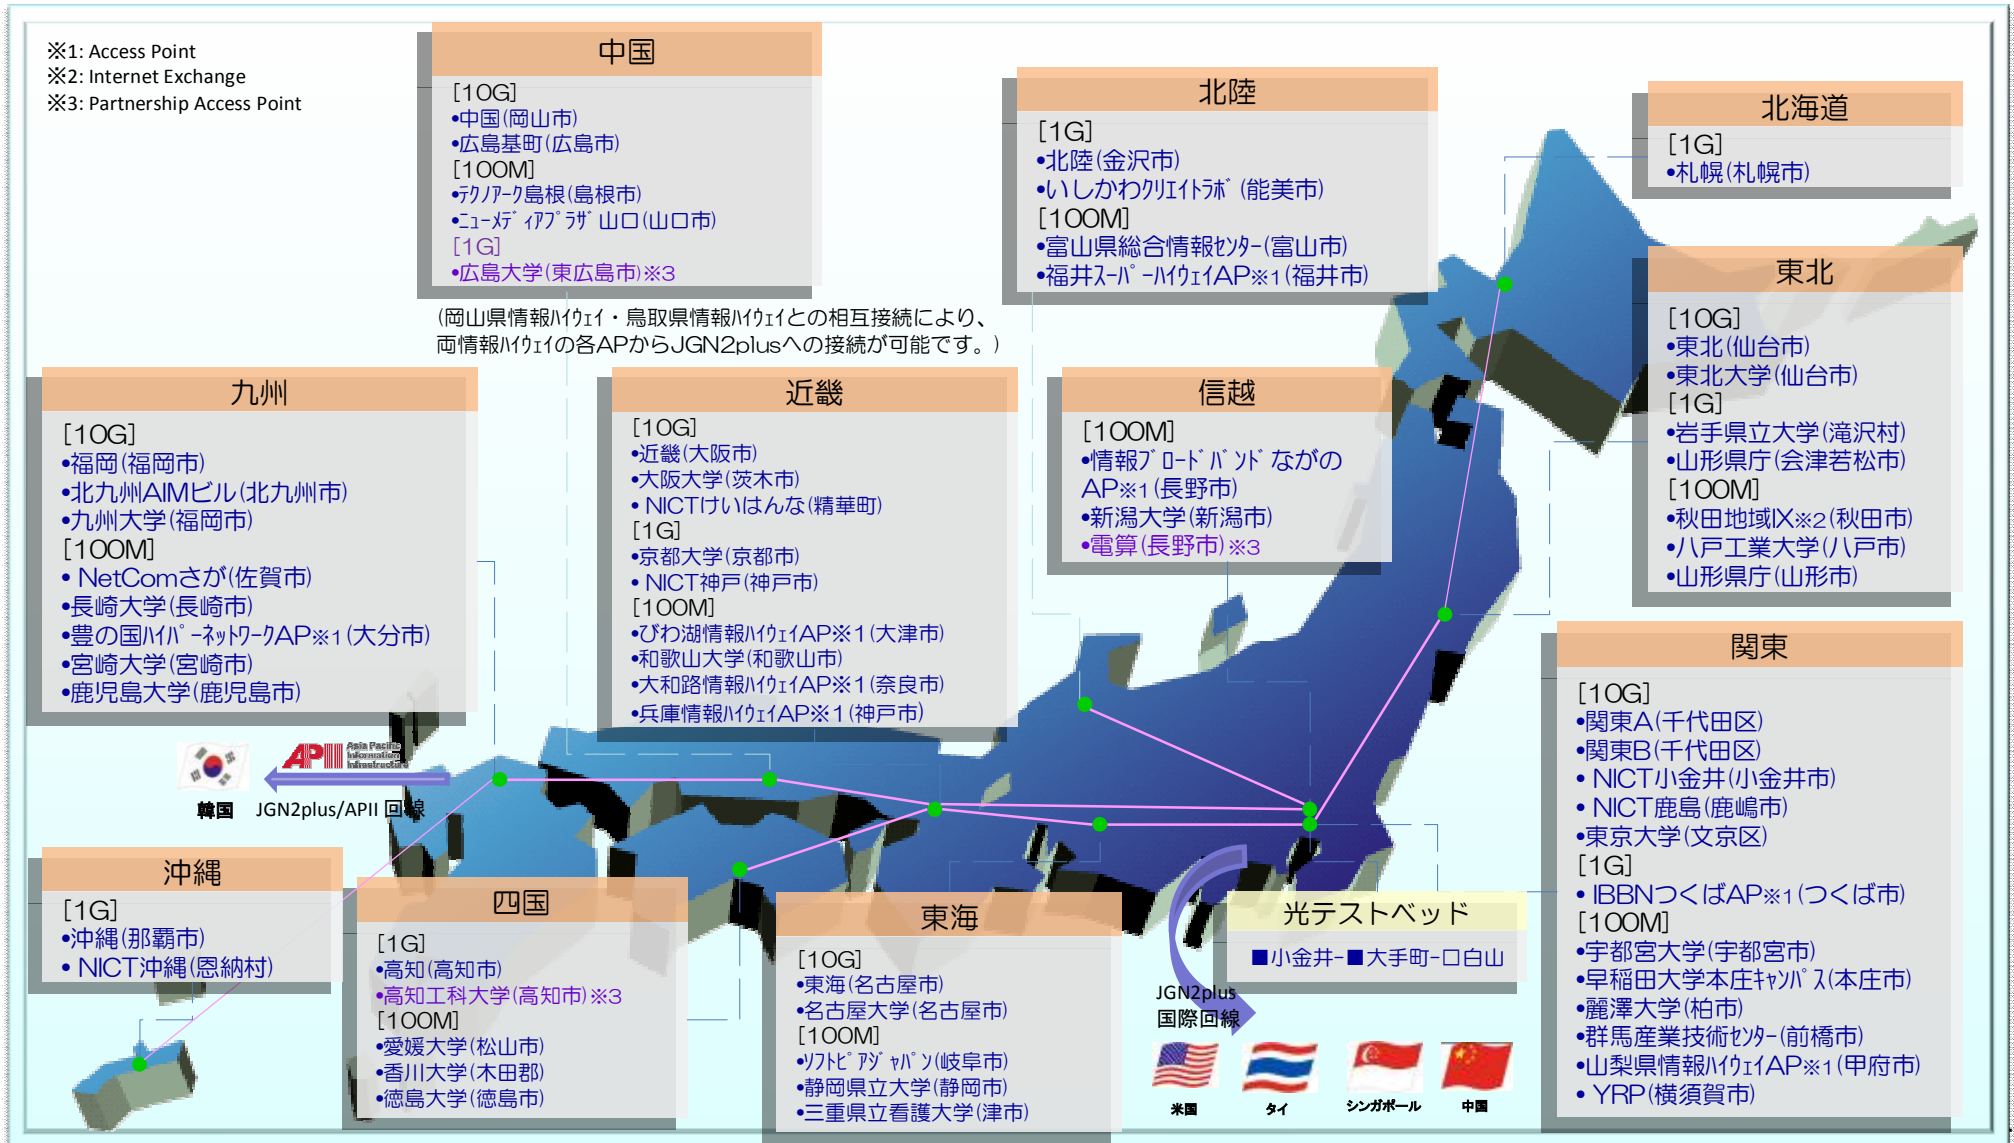 ※1: Access Point
※2: Internet Exchange
※3: Partnership Access Point
中国
[10G]
•中国(岡山市)
•広島基町(広島市)
[100M]
•ﾃｸﾉｱｰｸ島根(島根市)
•ﾆｭｰﾒﾃﾞｨｱﾌﾟﾗｻﾞ山口(山口市)
[1G]
•広島大学(東広島市)※3
(岡山県情報ﾊｲｳｪｲ・鳥取県情報ﾊｲｳｪｲとの相互接続により、
両情報ﾊｲｳｪｲの各APからJGN2plusへの接続が可能です。)
北陸
[1G]
•北陸(金沢市)
•いしかわｸﾘｴｲﾄﾗﾎﾞ(能美市)
[100M]
•富山県総合情報ｾﾝﾀｰ(富山市)
•福井ｽｰﾊﾟｰﾊｲｳｪｲAP※1(福井市)
北海道
[1G]
•札幌(札幌市)
東北
[10G]
•東北(仙台市)
•東北大学(仙台市)
[1G]
•岩手県立大学(滝沢村)
•山形県庁(会津若松市)
[100M]
•秋田地域IX※2(秋田市)
•八戸工業大学(八戸市)
•山形県庁(山形市)
九州
[10G]
•福岡(福岡市)
•北九州AIMビル(北九州市)
•九州大学(福岡市)
[100M]
• NetComさが(佐賀市)
•長崎大学(長崎市)
•豊の国ﾊｲﾊﾟｰﾈｯﾄﾜｰｸAP※1(大分市)
•宮崎大学(宮崎市)
•鹿児島大学(鹿児島市)
近畿
[10G]
•近畿(大阪市)
•大阪大学(茨木市)
• NICTけいはんな(精華町)
[1G]
•京都大学(京都市)
• NICT神戸(神戸市)
[100M]
•びわ湖情報ﾊｲｳｪｲAP※1(大津市)
•和歌山大学(和歌山市)
•大和路情報ﾊｲｳｪｲAP※1(奈良市)
•兵庫情報ﾊｲｳｪｲAP※1(神戸市)
信越
[100M]
•情報ﾌﾞﾛｰﾄﾞﾊﾞﾝﾄﾞながの
AP※1(長野市)
•新潟大学(新潟市)
•電算(長野市)※3
関東
[10G]
•関東A(千代田区)
•関東B(千代田区)
• NICT小金井(小金井市)
• NICT鹿島(鹿嶋市)
•東京大学(文京区)
[1G]
• IBBNつくばAP※1(つくば市)
[100M]
•宇都宮大学(宇都宮市)
•早稲田大学本庄ｷｬﾝﾊﾟｽ(本庄市)
•麗澤大学(柏市)
•群馬産業技術ｾﾝﾀｰ(前橋市)
•山梨県情報ﾊｲｳｪｲAP※1(甲府市)
• YRP(横須賀市)
韓国
APII Asia Pacific
Information
Infrastructure
JGN2plus/APII 回線
沖縄
[1G]
•沖縄(那覇市)
• NICT沖縄(恩納村)
四国
[1G]
•高知(高知市)
•高知工科大学(高知市)※3
[100M]
•愛媛大学(松山市)
•香川大学(木田郡)
•徳島大学(徳島市)
東海
[10G]
•東海(名古屋市)
•名古屋大学(名古屋市)
[100M]
•ｿﾌﾄﾋﾟｱｼﾞｬﾊﾟﾝ(岐阜市)
•静岡県立大学(静岡市)
•三重県立看護大学(津市)
光テストベッド
■小金井-■大手町-□白山
JGN2plus
国際回線
米国
タイ
シンガポール
中国